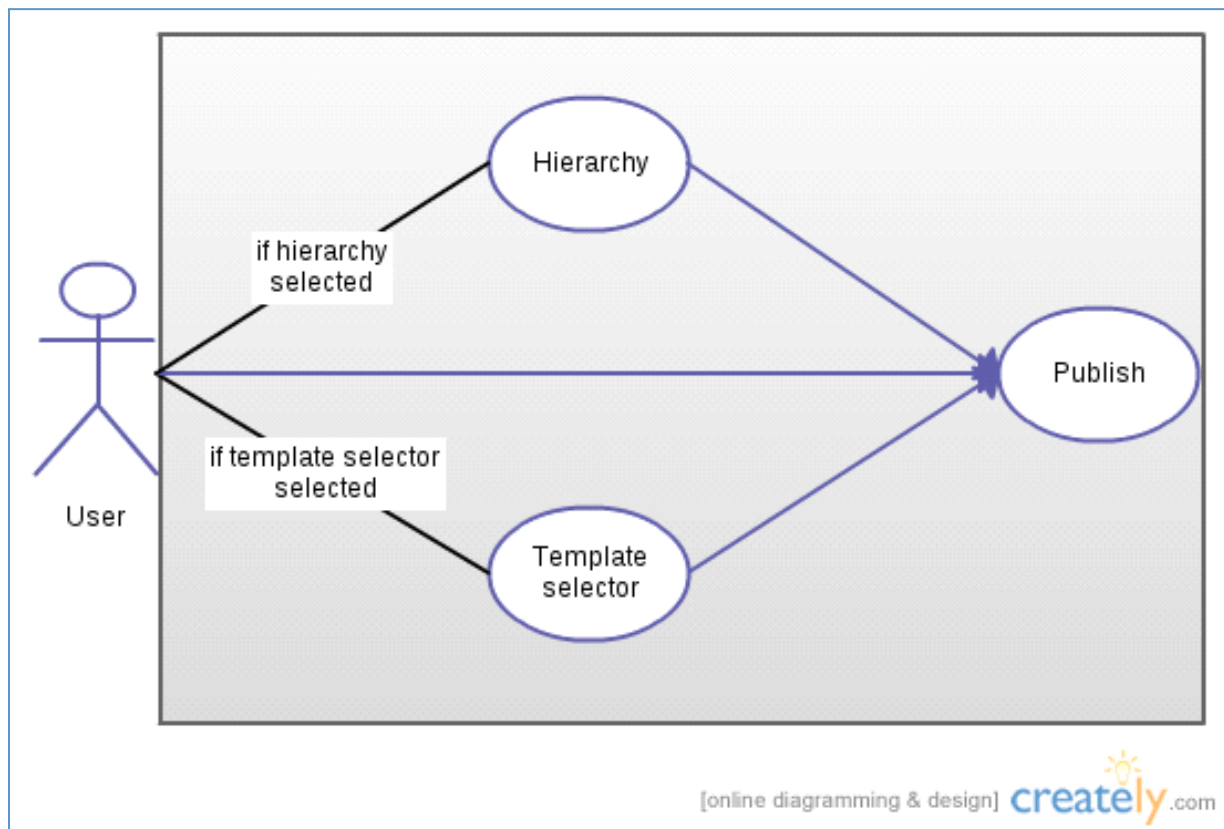 Hierarchy
if hierarchy
selected
Publish
if template selector
selected
User
Template
selector
[online diagramming & design] creately.com